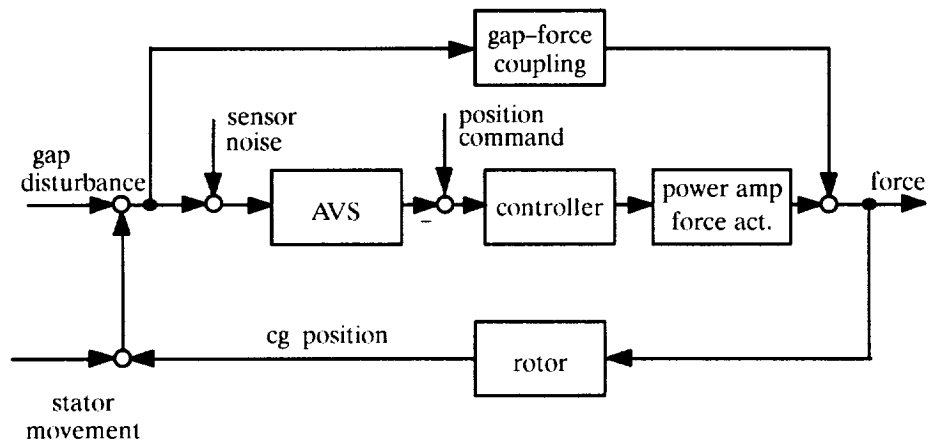 gap–force
coupling
sensor
noise
position
command
gap
disturbance
AVS
–
controller
power amp
force act.
force
cg position
rotor
stator
movement